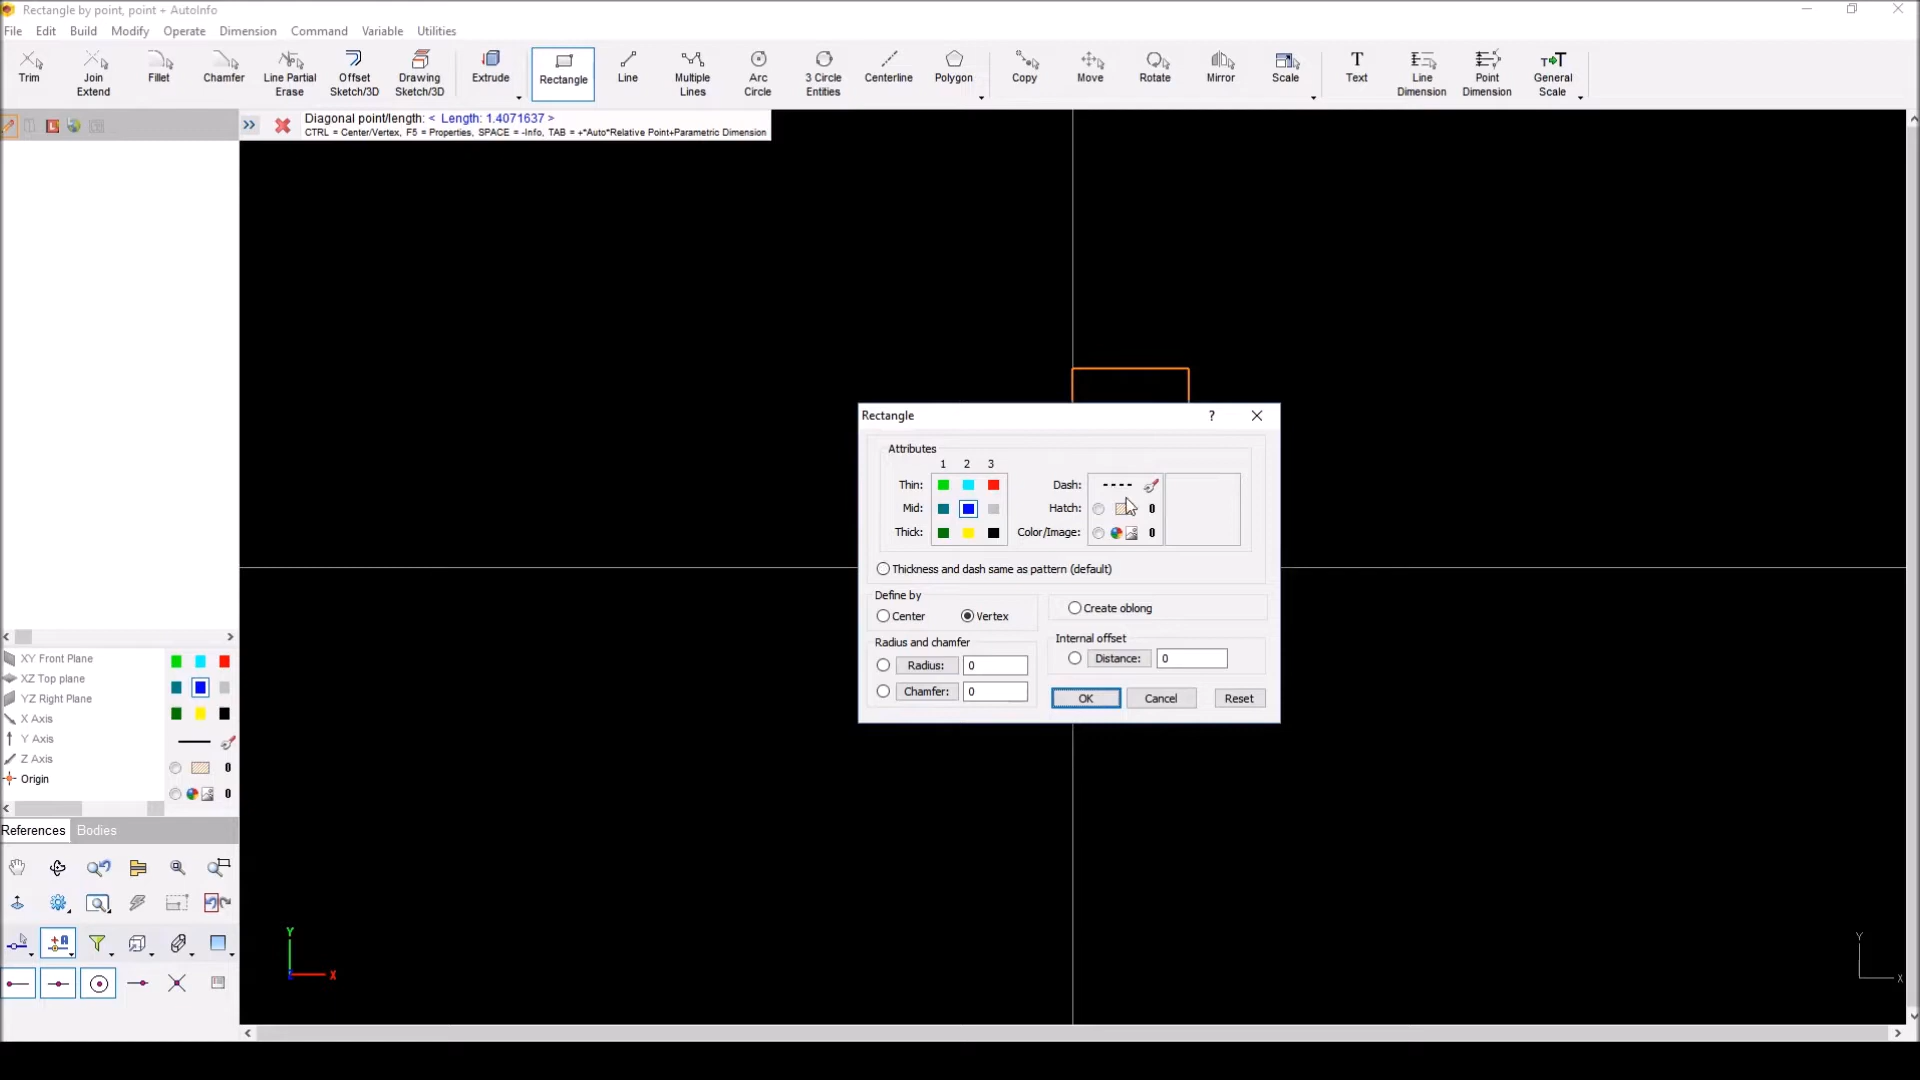 Rectangle by point, point + AutoInfo
File Edit Build Modify Operate Dimension Command Variable Utilities
Trim Join Extend Fillet Chamfer Line Partial Erase Offset Sketch/3D Drawing Sketch/3D Extrude Rectangle Line Multiple Lines Arc Circle 3 Circle Entities Centerline Polygon Copy Move Rotate Mirror Scale Text Line Dimension Point Dimension General Scale
Diagonal point/length: < Length: 1.4071637 >
CTRL = Center/Vertex, F5 = Properties, SPACE = -Info, TAB = +*Auto*Relative Point+Parametric Dimension
Rectangle ?
Attributes
1 2 3
Thin: Dash:
Mid: Hatch: 0
Thick: Color/Image: 0
Thickness and dash same as pattern (default)
Define by
Center Vertex Create oblong
Radius and chamfer Internal offset
Radius: 0 Distance: 0
Chamfer: 0
OK Cancel Reset
XY Front Plane
XZ Top plane
YZ Right Plane
X Axis
Y Axis
Z Axis
Origin
0
0
References Bodies
Y
X
Y
X